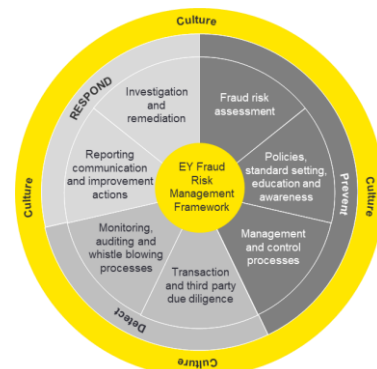 Culture
RESPOND
Investigation
and
remediation
Fraud risk
assessment
Reporting
communication
and improvement
actions
EY Fraud
Risk
Management
Framework
Policies,
standard setting,
education and
awareness
Prevent
Culture
Culture
Monitoring,
auditing and
whistle blowing
processes
Management
and control
processes
Transaction
and third party
due diligence
Detect
Culture